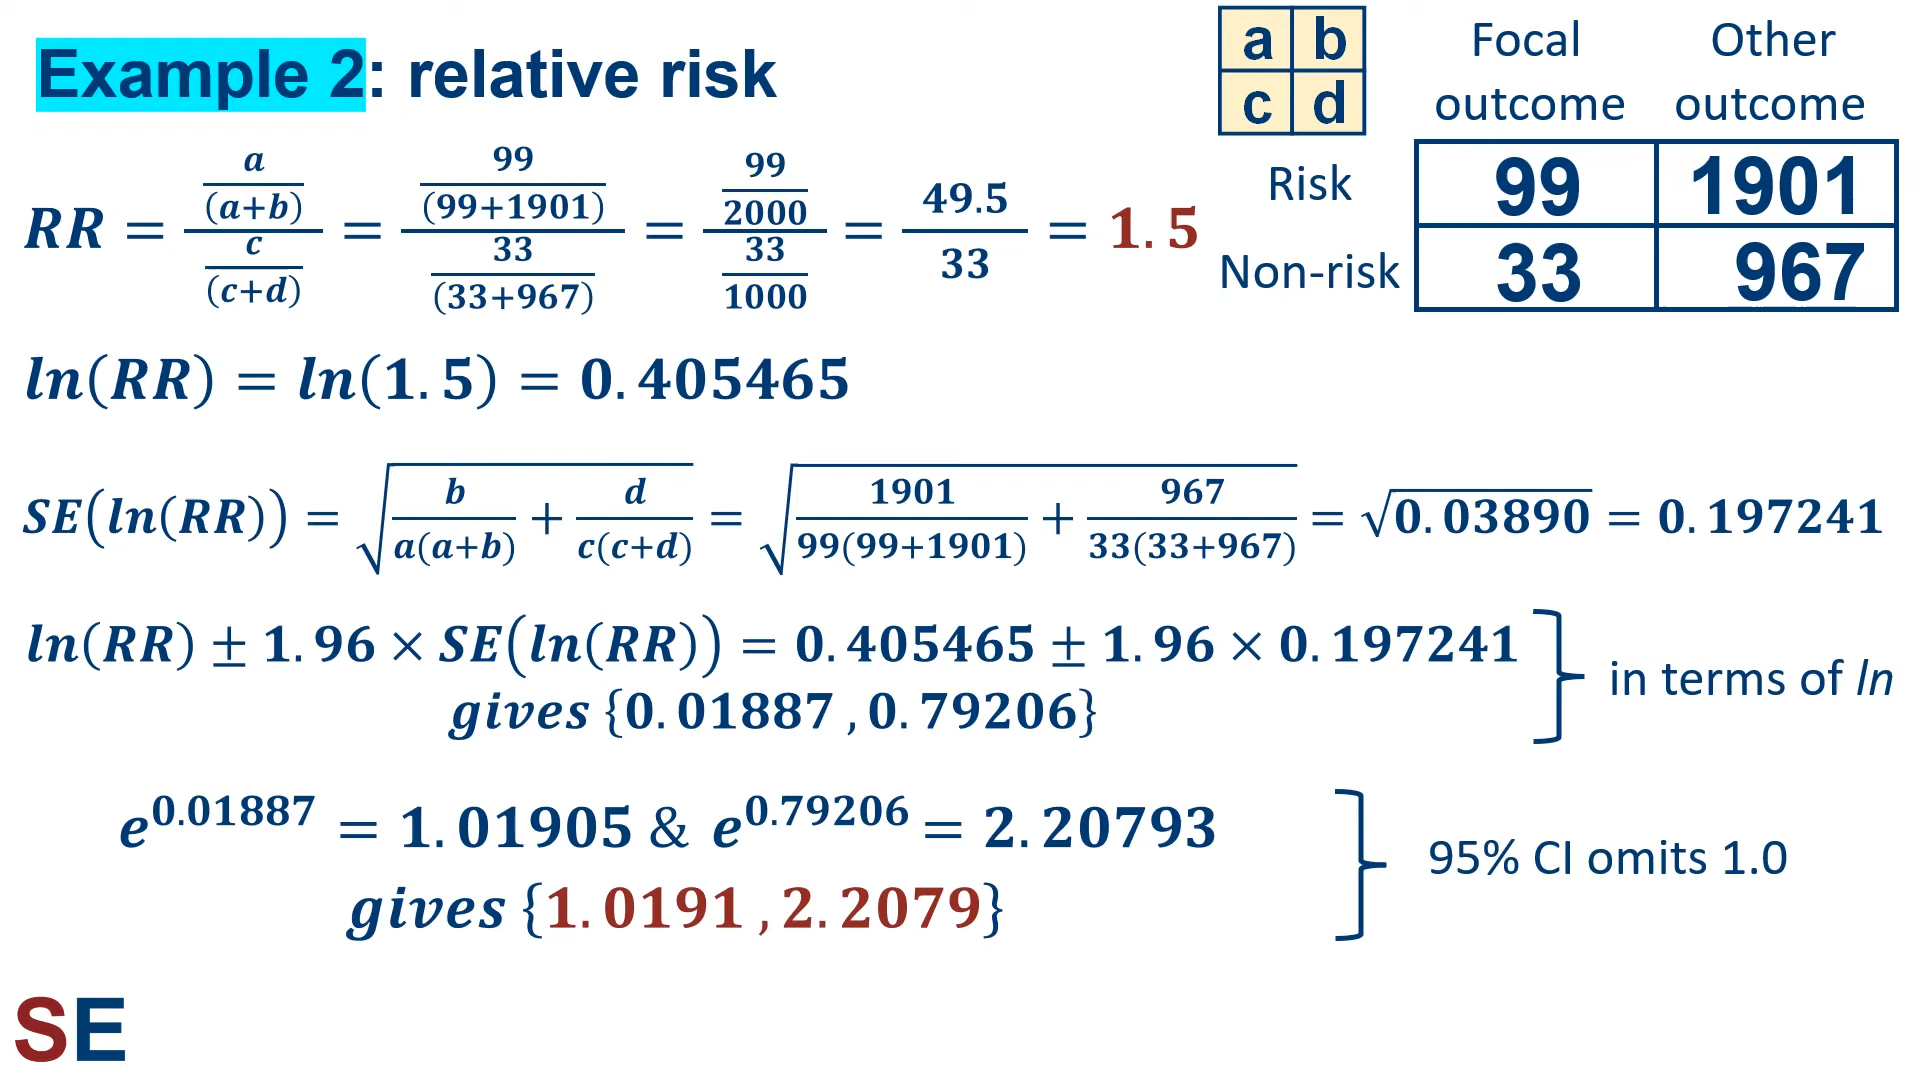 Example 2: relative risk
a b
c d
Focal outcome Other outcome
Risk 99 1901
Non-risk 33 967
RR = (a/(a+b))/(c/(c+d)) = (99/(99+1901))/(33/(33+967)) = (99/2000)/(33/1000) = 49.5/33 = 1.5
ln(RR) = ln(1.5) = 0.405465
SE(ln(RR)) = √(b/(a(a+b)) + d/(c(c+d))) = √(1901/(99(99+1901)) + 967/(33(33+967))) = √0.03890 = 0.197241
ln(RR) ± 1.96 × SE(ln(RR)) = 0.405465 ± 1.96 × 0.197241
gives {0.01887 , 0.79206}
in terms of ln
e^0.01887 = 1.01905 & e^0.79206 = 2.20793
gives {1.0191 , 2.2079}
95% CI omits 1.0
SE